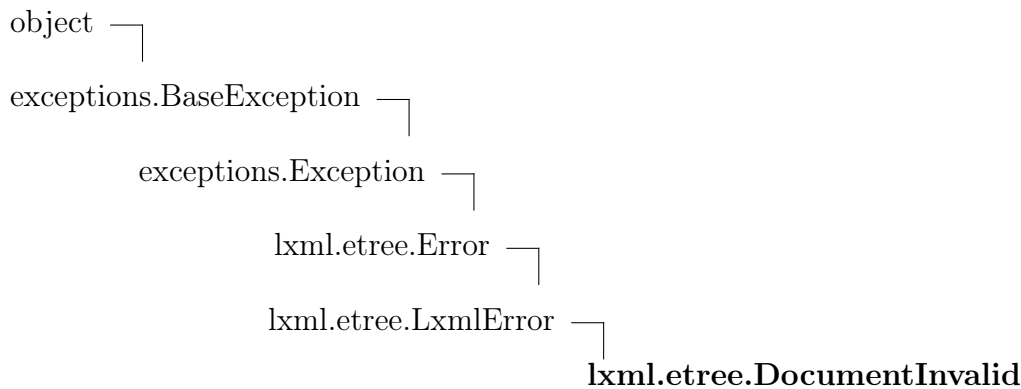 object
exceptions.BaseException
exceptions.Exception
lxml.etree.Error
lxml.etree.LxmlError
lxml.etree.DocumentInvalid